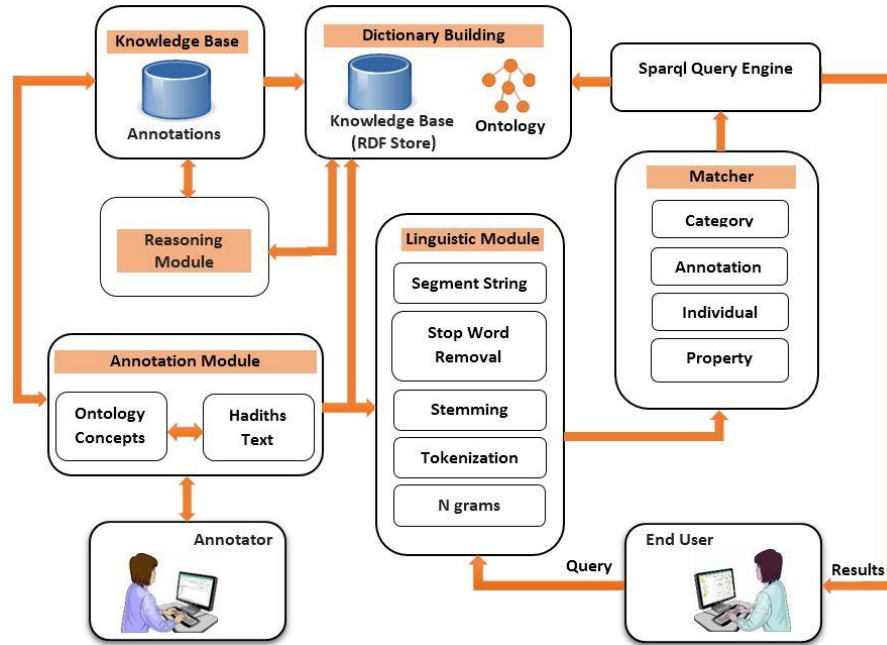 Knowledge Base
Annotations
Dictionary Building
Knowledge Base
(RDF Store)
Ontology
Sparql Query Engine
Reasoning
Module
Linguistic Module
Segment String
Stop Word
Removal
Stemming
Tokenization
N grams
Matcher
Category
Annotation
Individual
Property
Annotation Module
Ontology
Concepts
Hadiths
Text
Annotator
End User
Query
Results